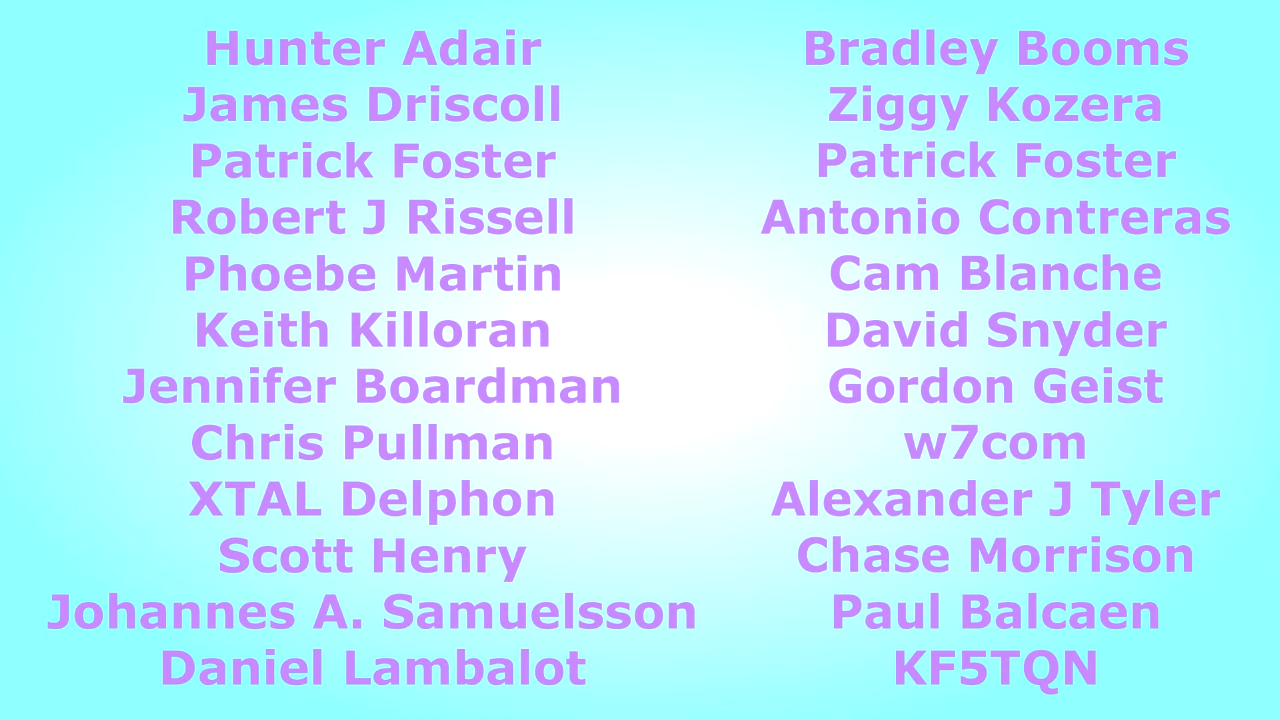 Hunter Adair
James Driscoll
Patrick Foster
Robert J Rissell
Phoebe Martin
Keith Killoran
Jennifer Boardman
Chris Pullman
XTAL Delphon
Scott Henry
Johannes A. Samuelsson
Daniel Lambalot
Bradley Booms
Ziggy Kozera
Patrick Foster
Antonio Contreras
Cam Blanche
David Snyder
Gordon Geist
w7com
Alexander J Tyler
Chase Morrison
Paul Balcaen
KF5TQN